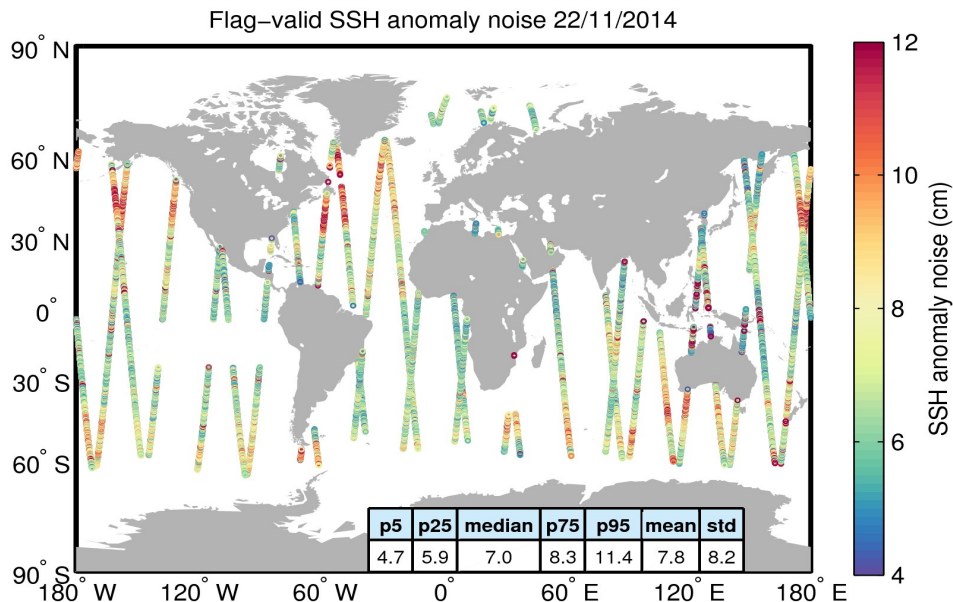 Flag−valid SSH anomaly noise 22/11/2014
90° N
60° N
30° N
0°
30° S
60° S
90° S
180° W
120° W
60° W
0°
60° E
120° E
180° E
p5 p25 median p75 p95 mean std
4.7 5.9 7.0 8.3 11.4 7.8 8.2
12
10
8
6
4
SSH anomaly noise (cm)